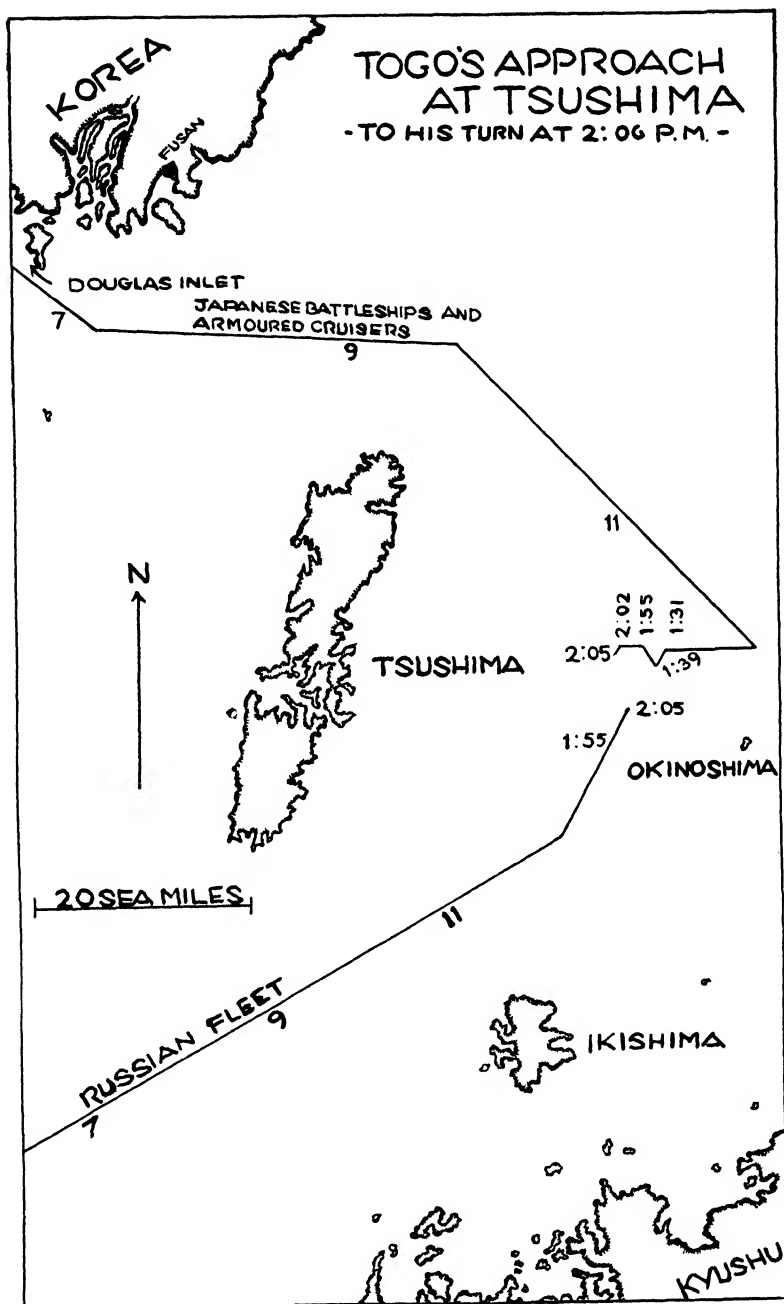 TOGO'S APPROACH
AT TSUSHIMA
- TO HIS TURN AT 2:06 P.M. -
KOREA
FUSAN
DOUGLAS INLET
JAPANESE BATTLESHIPS AND
ARMOURED CRUISERS
7
9
11
N
2:02
1:55
1:31
2:05
1:39
TSUSHIMA
2:05
1:55
OKINOSHIMA
20 SEA MILES
11
RUSSIAN FLEET
9
7
IKISHIMA
KYUSHU